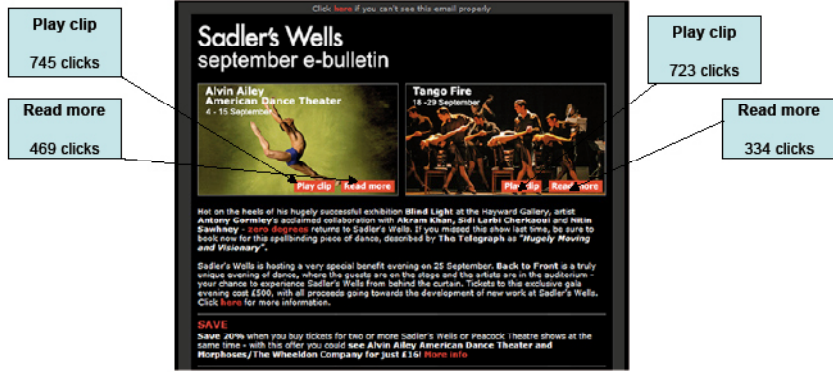 Click here if you can't see this email properly
Play clip
745 clicks
Read more
469 clicks
Sadler's Wells
september e-bulletin
Alvin Ailey
American Dance Theater
4 - 15 September
Play clip Read more
Tango Fire
18 -29 September
Play clip Read more
Play clip
723 clicks
Read more
334 clicks
Hot on the heels of his hugely successful exhibition Blind Light at the Hayward Gallery, artist
Antony Gormley's acclaimed collaboration with Akram Khan, Sidi Larbi Cherkaoui and Nitin
Sawhney - zero degrees returns to Sadler's Wells. If you missed this show last time, be sure to
book now for this spellbinding piece of dance, described by The Telegraph as "Hugely Moving
and Visionary".
Sadler's Wells is hosting a very special benefit evening on 25 September. Back to Front is a truly
unique evening of dance, where the guests are on the stage and the artists are in the auditorium -
your chance to experience Sadler's Wells from behind the curtain. Tickets to this exclusive gala
evening cost £500, with all proceeds going towards the development of new work at Sadler's Wells.
Click here for more information.
SAVE
Save 20% when you buy tickets for two or more Sadler's Wells or Peacock Theatre shows at the
same time - with this offer you could see Alvin Ailey American Dance Theater and
Morphoses/The Wheeldon Company for just £16! More info